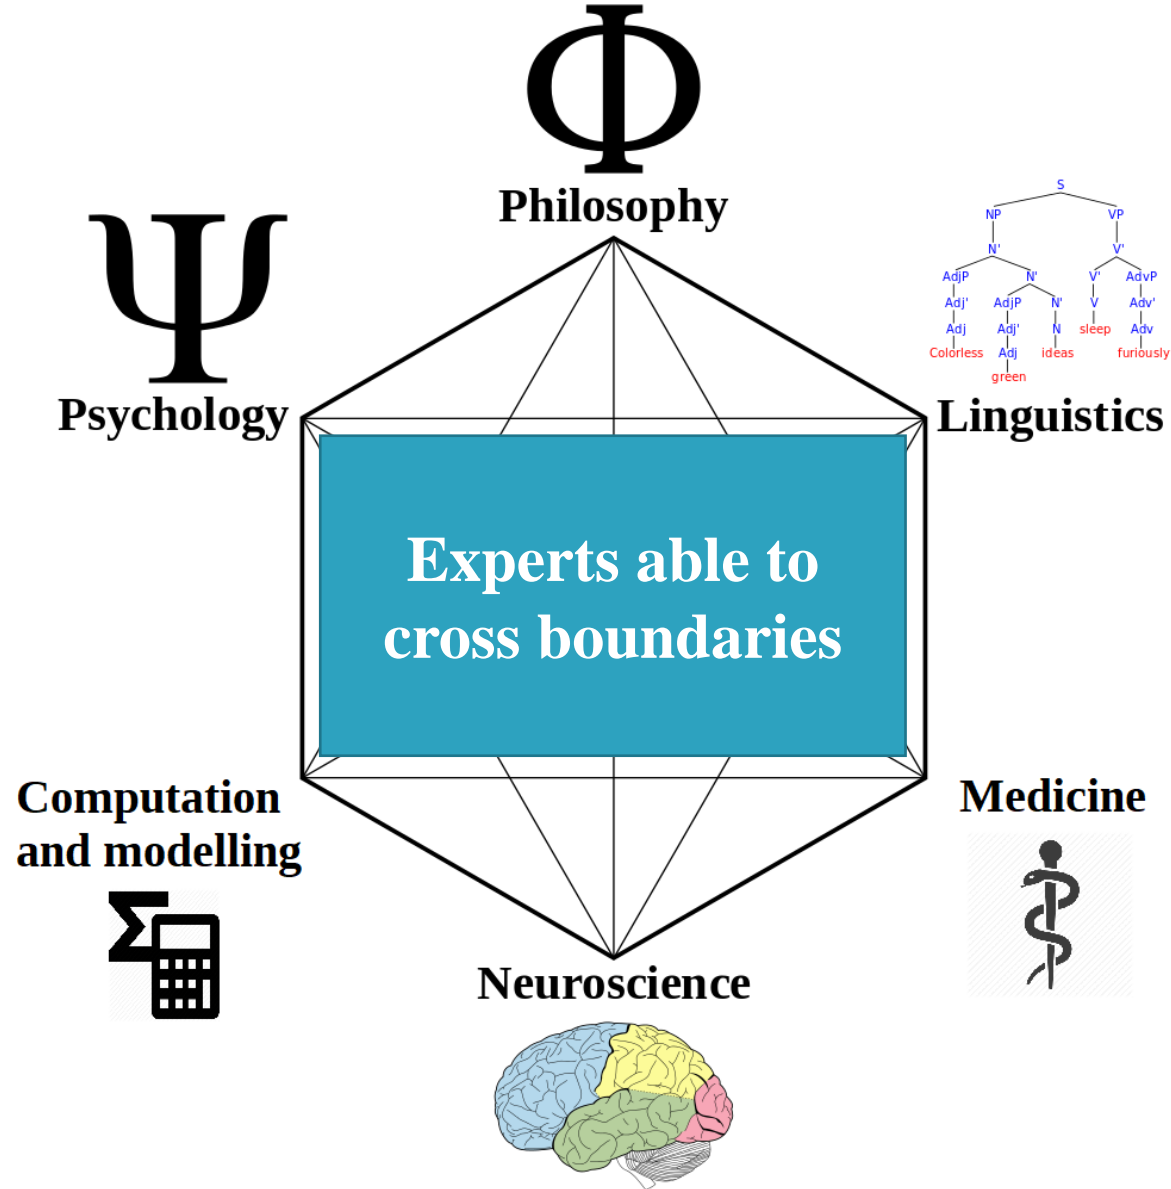 Φ
Philosophy
Ψ
Psychology
S
NP VP
N' V'
AdjP N' V' AdvP
Adj' AdjP N' V Adv'
Adj Adj' N sleep Adv
Colorless Adj ideas furiously
green
Linguistics
Experts able to
cross boundaries
Computation
and modelling
Σ
Medicine
Neuroscience